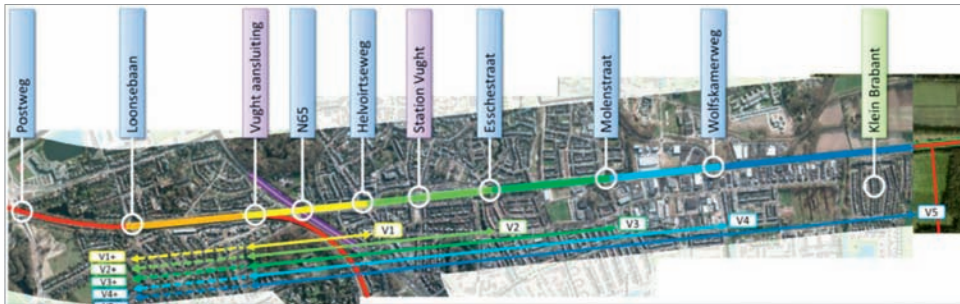 Postweg
Loonsebaan
Vught aansluiting
N65
Helvoirtseweg
Station Vught
Esschestraat
Molenstraat
Wolfskamerweg
Klein Brabant
V1
V2
V3
V4
V5
V1+
V2+
V3+
V4+